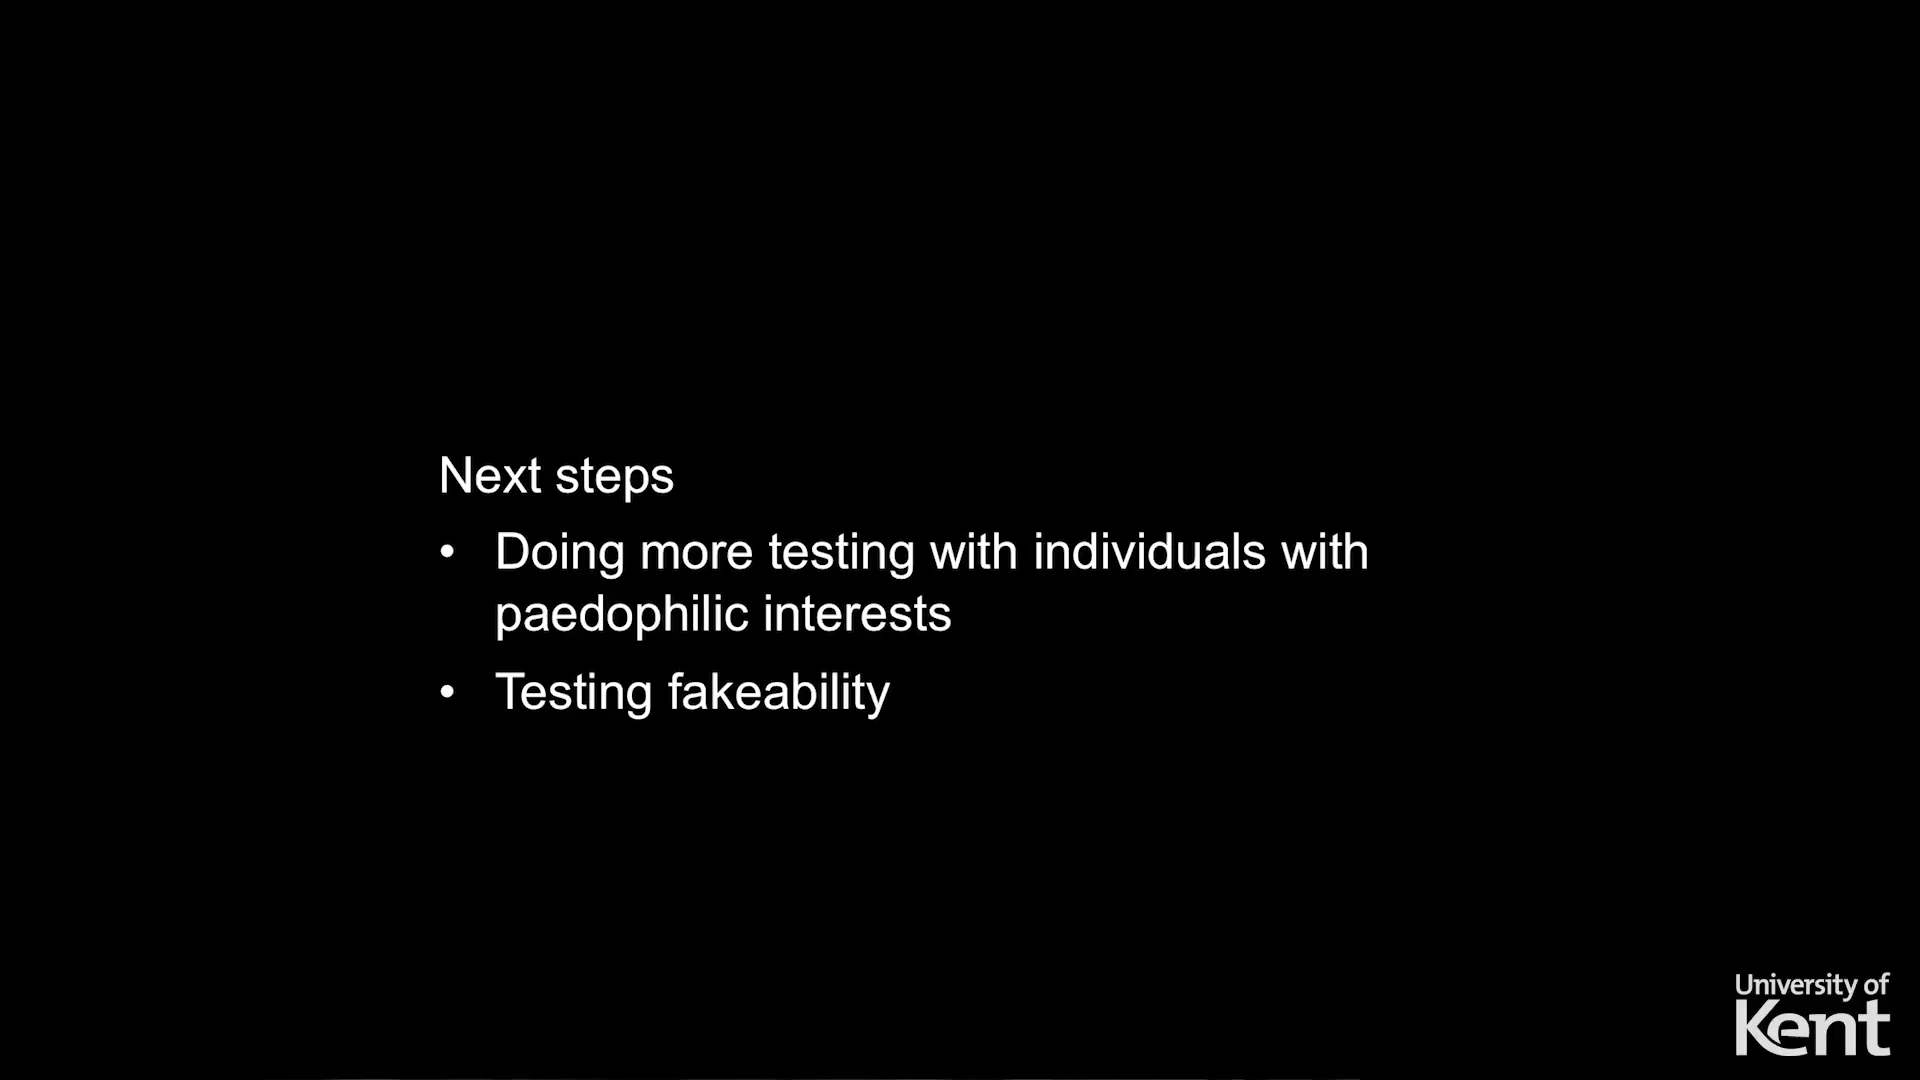 Next steps
• Doing more testing with individuals with
paedophilic interests
• Testing fakeability
University of
Kent